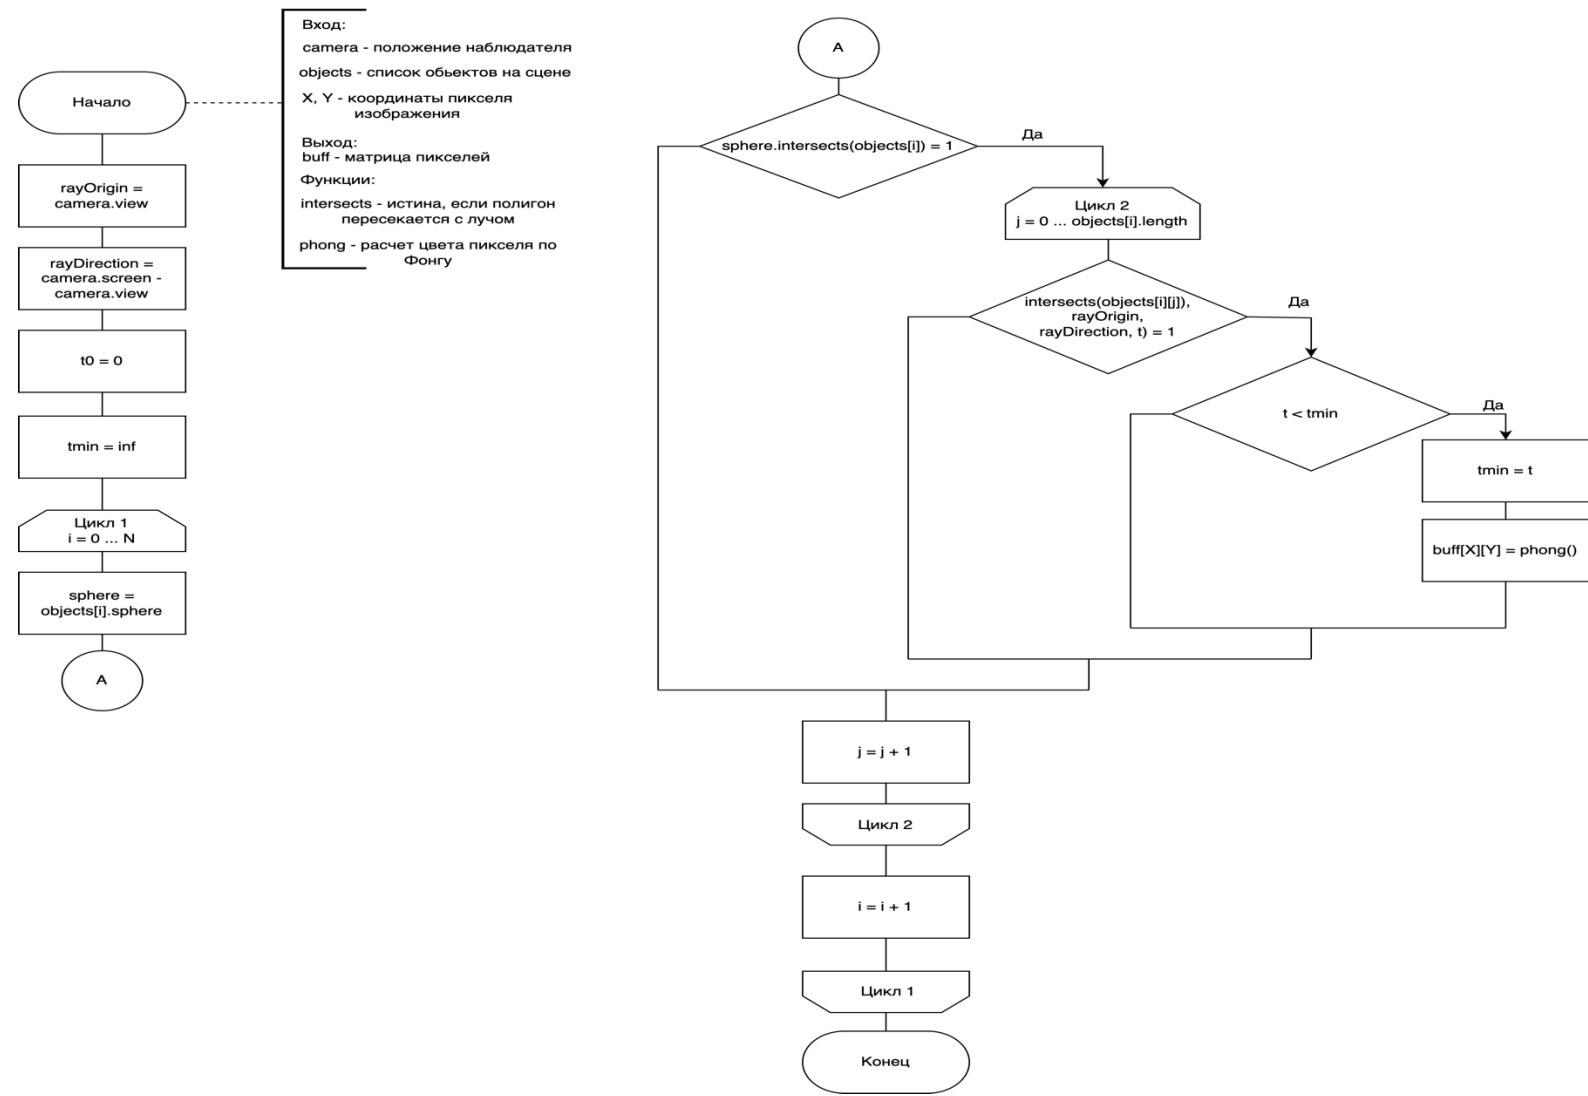 Начало
rayOrigin =
camera.view
rayDirection =
camera.screen -
camera.view
t0 = 0
tmin = inf
Цикл 1
i = 0 ... N
sphere =
objects[i].sphere
A
Вход:
camera - положение наблюдателя
objects - список обьектов на сцене
X, Y - координаты пикселя
изображения
Выход:
buff - матрица пикселей
Функции:
intersects - истина, если полигон
пересекается с лучом
phong - расчет цвета пикселя по
Фонгу
A
sphere.intersects(objects[i]) = 1
Да
Цикл 2
j = 0 ... objects[i].length
intersects(objects[i][j]),
rayOrigin,
rayDirection, t) = 1
Да
t < tmin
Да
tmin = t
buff[X][Y] = phong()
j = j + 1
Цикл 2
i = i + 1
Цикл 1
Конец